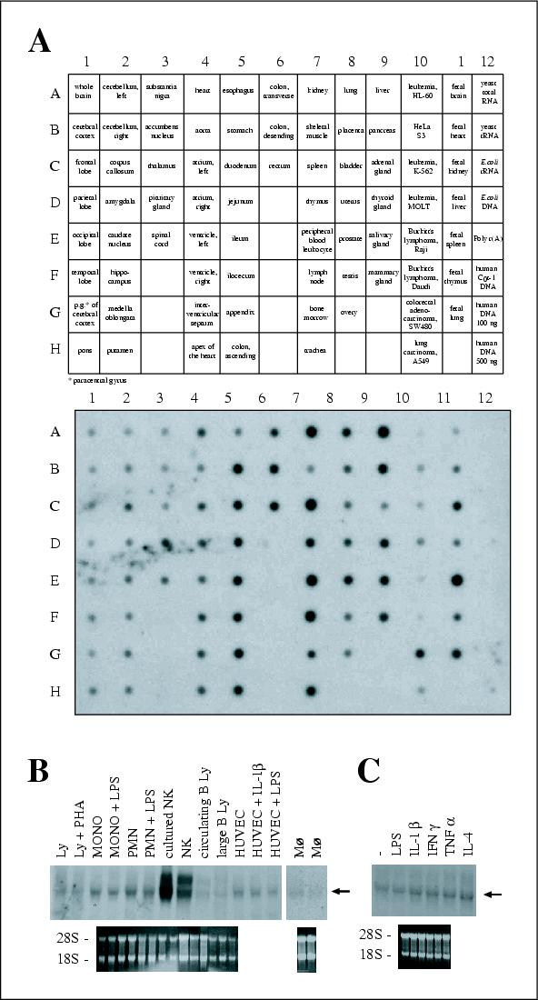 A
1 2 3 4 5 6 7 8 9 10 1 12
A whole brain cerebellum, left substantia nigra heart esophagus colon, transverse kidney lung liver leukemia, HL-60 fetal brain yeast total RNA
B cerebral cortex cerebellum, right accumbens nucleus aorta stomach colon, desending skeletal muscle placenta pancreas HeLa S3 fetal heart yeast tRNA
C frontal lobe corpus callosum thalamus atrium, left duodenum rectum spleen bladder adrenal gland leukemia, K-562 fetal kidney E.coli rRNA
D parietal lobe amygdala pituitary gland atrium, right jejunum thymus uterus thyroid gland leukemia, MOLT fetal liver E.coli DNA
E occipital lobe caudate nucleus spinal cord ventricle, left ileum peripheral blood leukocyte prostate salivary gland Burkitt's lymphoma, Raji fetal spleen Poly r(A)
F temporal lobe hippo- campus ventricle, right ilocecum lymph node testis mammary gland Burkitt's lymphoma, Daudi fetal thymus human Cot-1 DNA
G p.g.* of cerebral cortex medella oblongata inter- ventricular septum appendix bone morrow overy colorectal adeno- carcinoma, SW480 fetal lung human DNA 100 ng
H pons putamen apex of the heart colon, ascending trachea lung carcinoma, A549 human DNA 500 ng
* paracentral gyrus
1 2 3 4 5 6 7 8 9 10 11 12
A
B
C
D
E
F
G
H
B
Ly
Ly + PHA
MONO
MONO + LPS
PMN
PMN + LPS
cultured NK
NK
circulating B Ly
large B Ly
HUVEC
HUVEC + IL-1β
HUVEC + LPS
Mø
Mø
28S -
18S -
C
-
LPS
IL-1 β
IFN γ
TNF α
IL-4
28S -
18S -